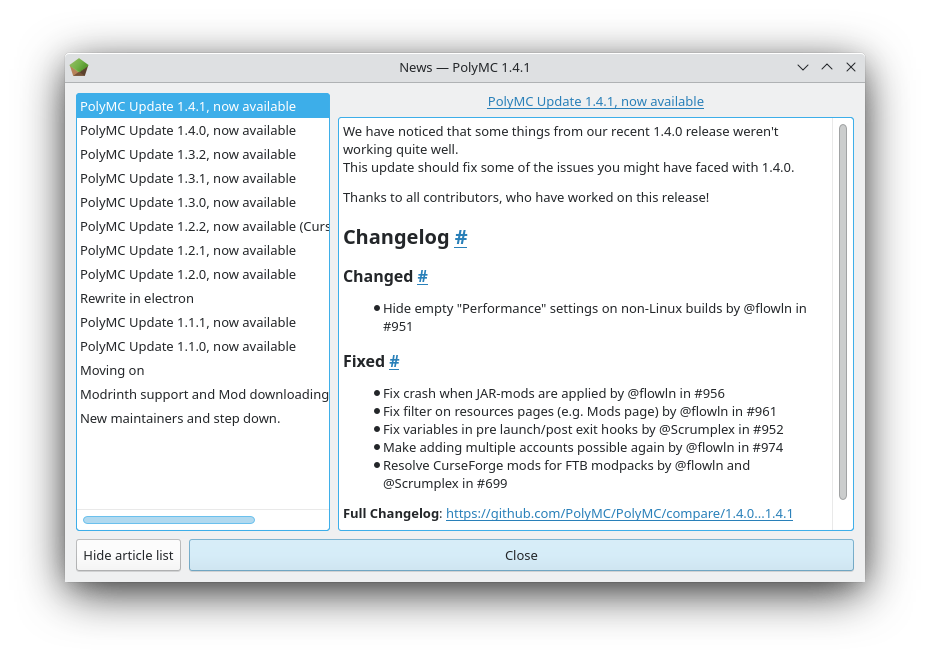 News — PolyMC 1.4.1
PolyMC Update 1.4.1, now available
PolyMC Update 1.4.0, now available
PolyMC Update 1.3.2, now available
PolyMC Update 1.3.1, now available
PolyMC Update 1.3.0, now available
PolyMC Update 1.2.2, now available (Curs
PolyMC Update 1.2.1, now available
PolyMC Update 1.2.0, now available
Rewrite in electron
PolyMC Update 1.1.1, now available
PolyMC Update 1.1.0, now available
Moving on
Modrinth support and Mod downloading
New maintainers and step down.
PolyMC Update 1.4.1, now available
We have noticed that some things from our recent 1.4.0 release weren't
working quite well.
This update should fix some of the issues you might have faced with 1.4.0.
Thanks to all contributors, who have worked on this release!
Changelog #
Changed #
• Hide empty "Performance" settings on non-Linux builds by @flowln in
#951
Fixed #
• Fix crash when JAR-mods are applied by @flowln in #956
• Fix filter on resources pages (e.g. Mods page) by @flowln in #961
• Fix variables in pre launch/post exit hooks by @Scrumplex in #952
• Make adding multiple accounts possible again by @flowln in #974
• Resolve CurseForge mods for FTB modpacks by @flowln and
@Scrumplex in #699
Full Changelog: https://github.com/PolyMC/PolyMC/compare/1.4.0...1.4.1
Hide article list
Close